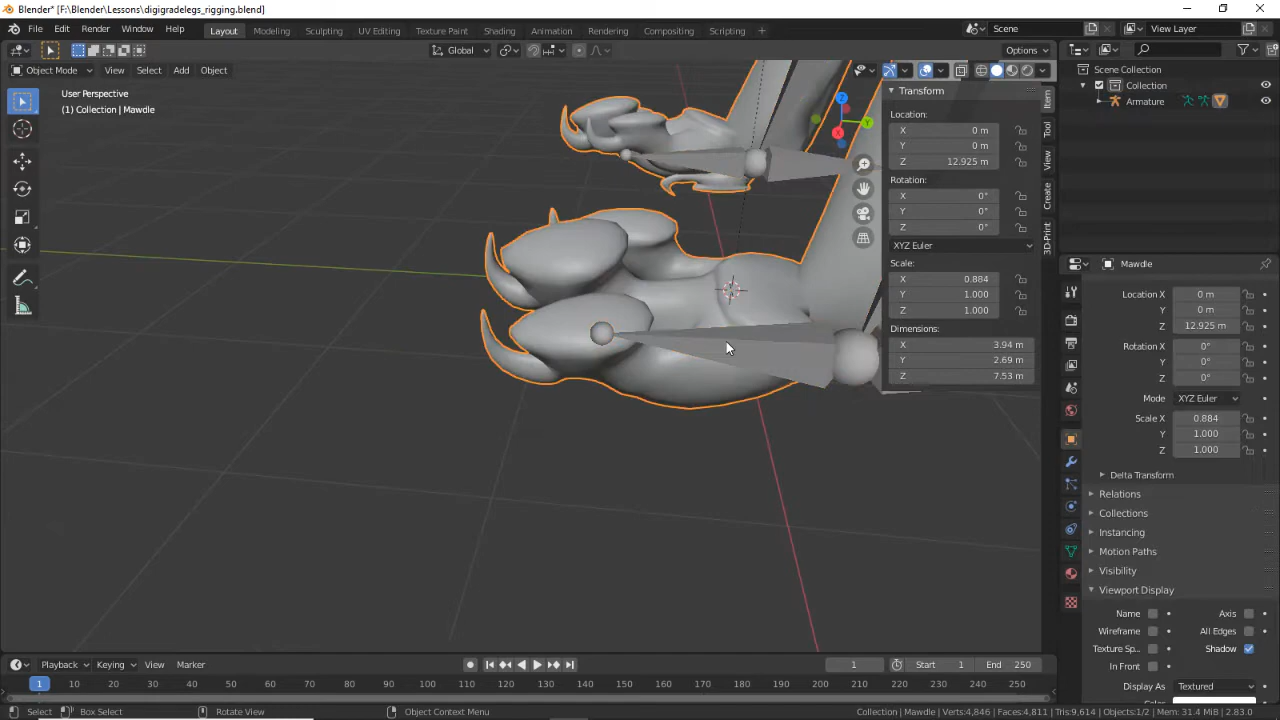 Blender* [F:\Blender\Lessons\digigradelegs_rigging.blend]
File Edit Render Window Help Layout Modeling Sculpting UV Editing Texture Paint Shading Animation Rendering Compositing Scripting + Scene View Layer
Global Options
Object Mode View Select Add Object
User Perspective
(1) Collection | Mawdle
Transform
Location:
X 0 m
Y 0 m
Z 12.925 m
Rotation:
X 0°
Y 0°
Z 0°
XYZ Euler
Scale:
X 0.884
Y 1.000
Z 1.000
Dimensions:
X 3.94 m
Y 2.69 m
Z 7.53 m
Item
Tool
View
Create
3D-Print
Z
Y
X
Scene Collection
Collection
Armature
Mawdle
Location X 0 m
Y 0 m
Z 12.925 m
Rotation X 0°
Y 0°
Z 0°
Mode XYZ Euler
Scale X 0.884
Y 1.000
Z 1.000
Delta Transform
Relations
Collections
Instancing
Motion Paths
Visibility
Viewport Display
Name Axis
Wireframe All Edges
Texture Sp... Shadow
In Front
Display As Textured
Playback Keying View Marker 1 Start 1 End 250
1 10 20 30 40 50 60 70 80 90 100 110 120 130 140 150 160 170 180 190 200 210 220 230 240 250
Select Box Select Rotate View Object Context Menu Collection | Mawdle | Verts:4,846 | Faces:4,811 | Tris:9,614 | Objects:1/2 | Mem: 31.4 MiB | 2.83.0